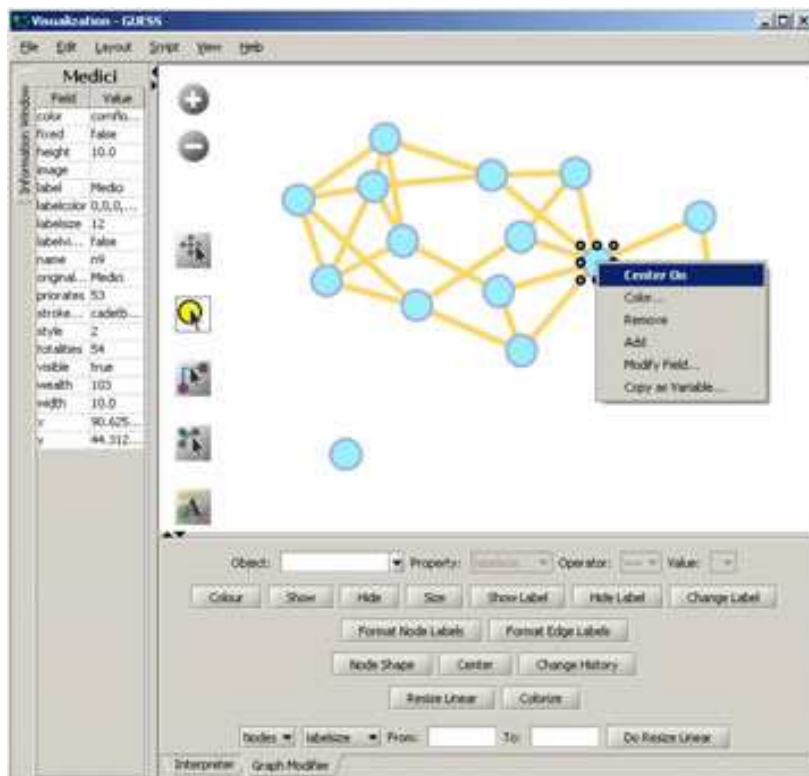 Visualization - GUESS
File Edit Layout Script View Help
Information Window
Medici
Field Value
color cornflo...
fixed false
height 10.0
image
label Medici
labelcolor 0,0,0,...
labelsize 12
labelvi... false
name n9
original... Medici
priorates 53
stroke... cadetb...
style 2
totalities 54
visible true
wealth 103
width 10.0
x 90.625...
y 44.312...
Center On
Color...
Remove
Add
Modify Field...
Copy as Variable...
Object: Property: Operator: Value:
Colour Show Hide Size Show Label Hide Label Change Label
Format Node Labels Format Edge Labels
Node Shape Center Change History
Resize Linear Colorize
Nodes labelsize From: To: Do Resize Linear
Interpreter Graph Modifier